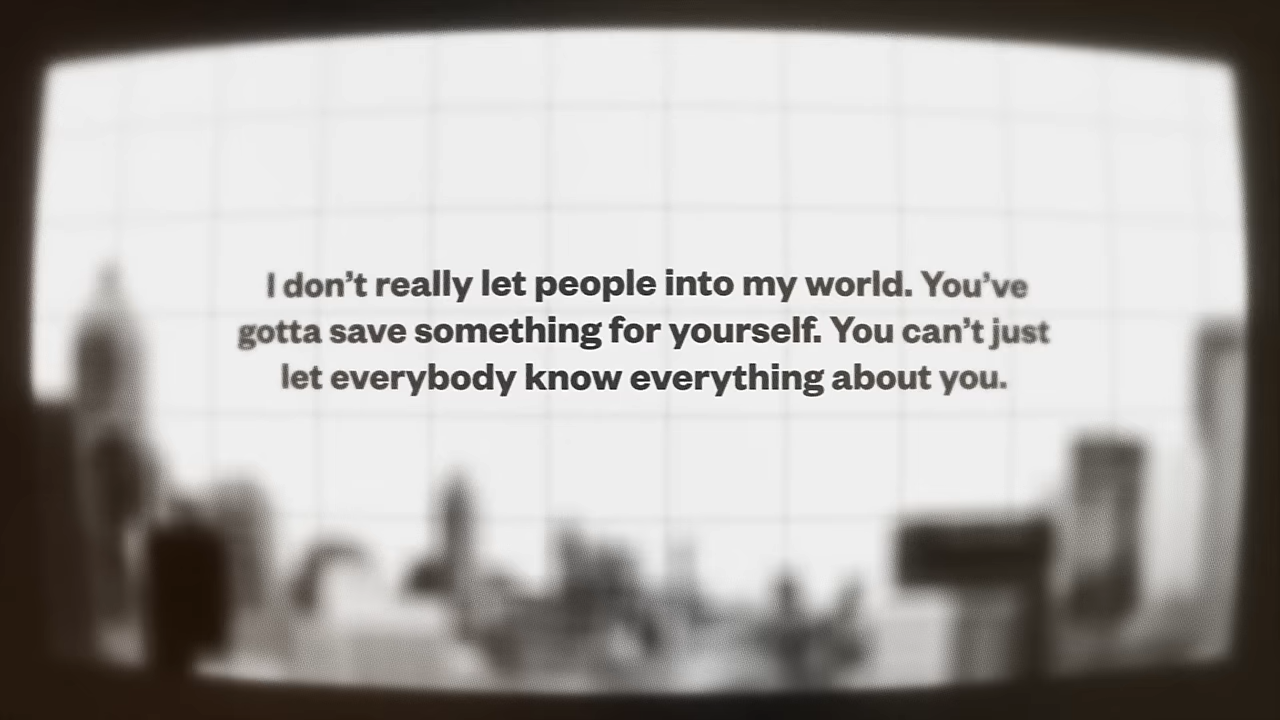 I don’t really let people into my world. You’ve
gotta save something for yourself. You can’t just
let everybody know everything about you.